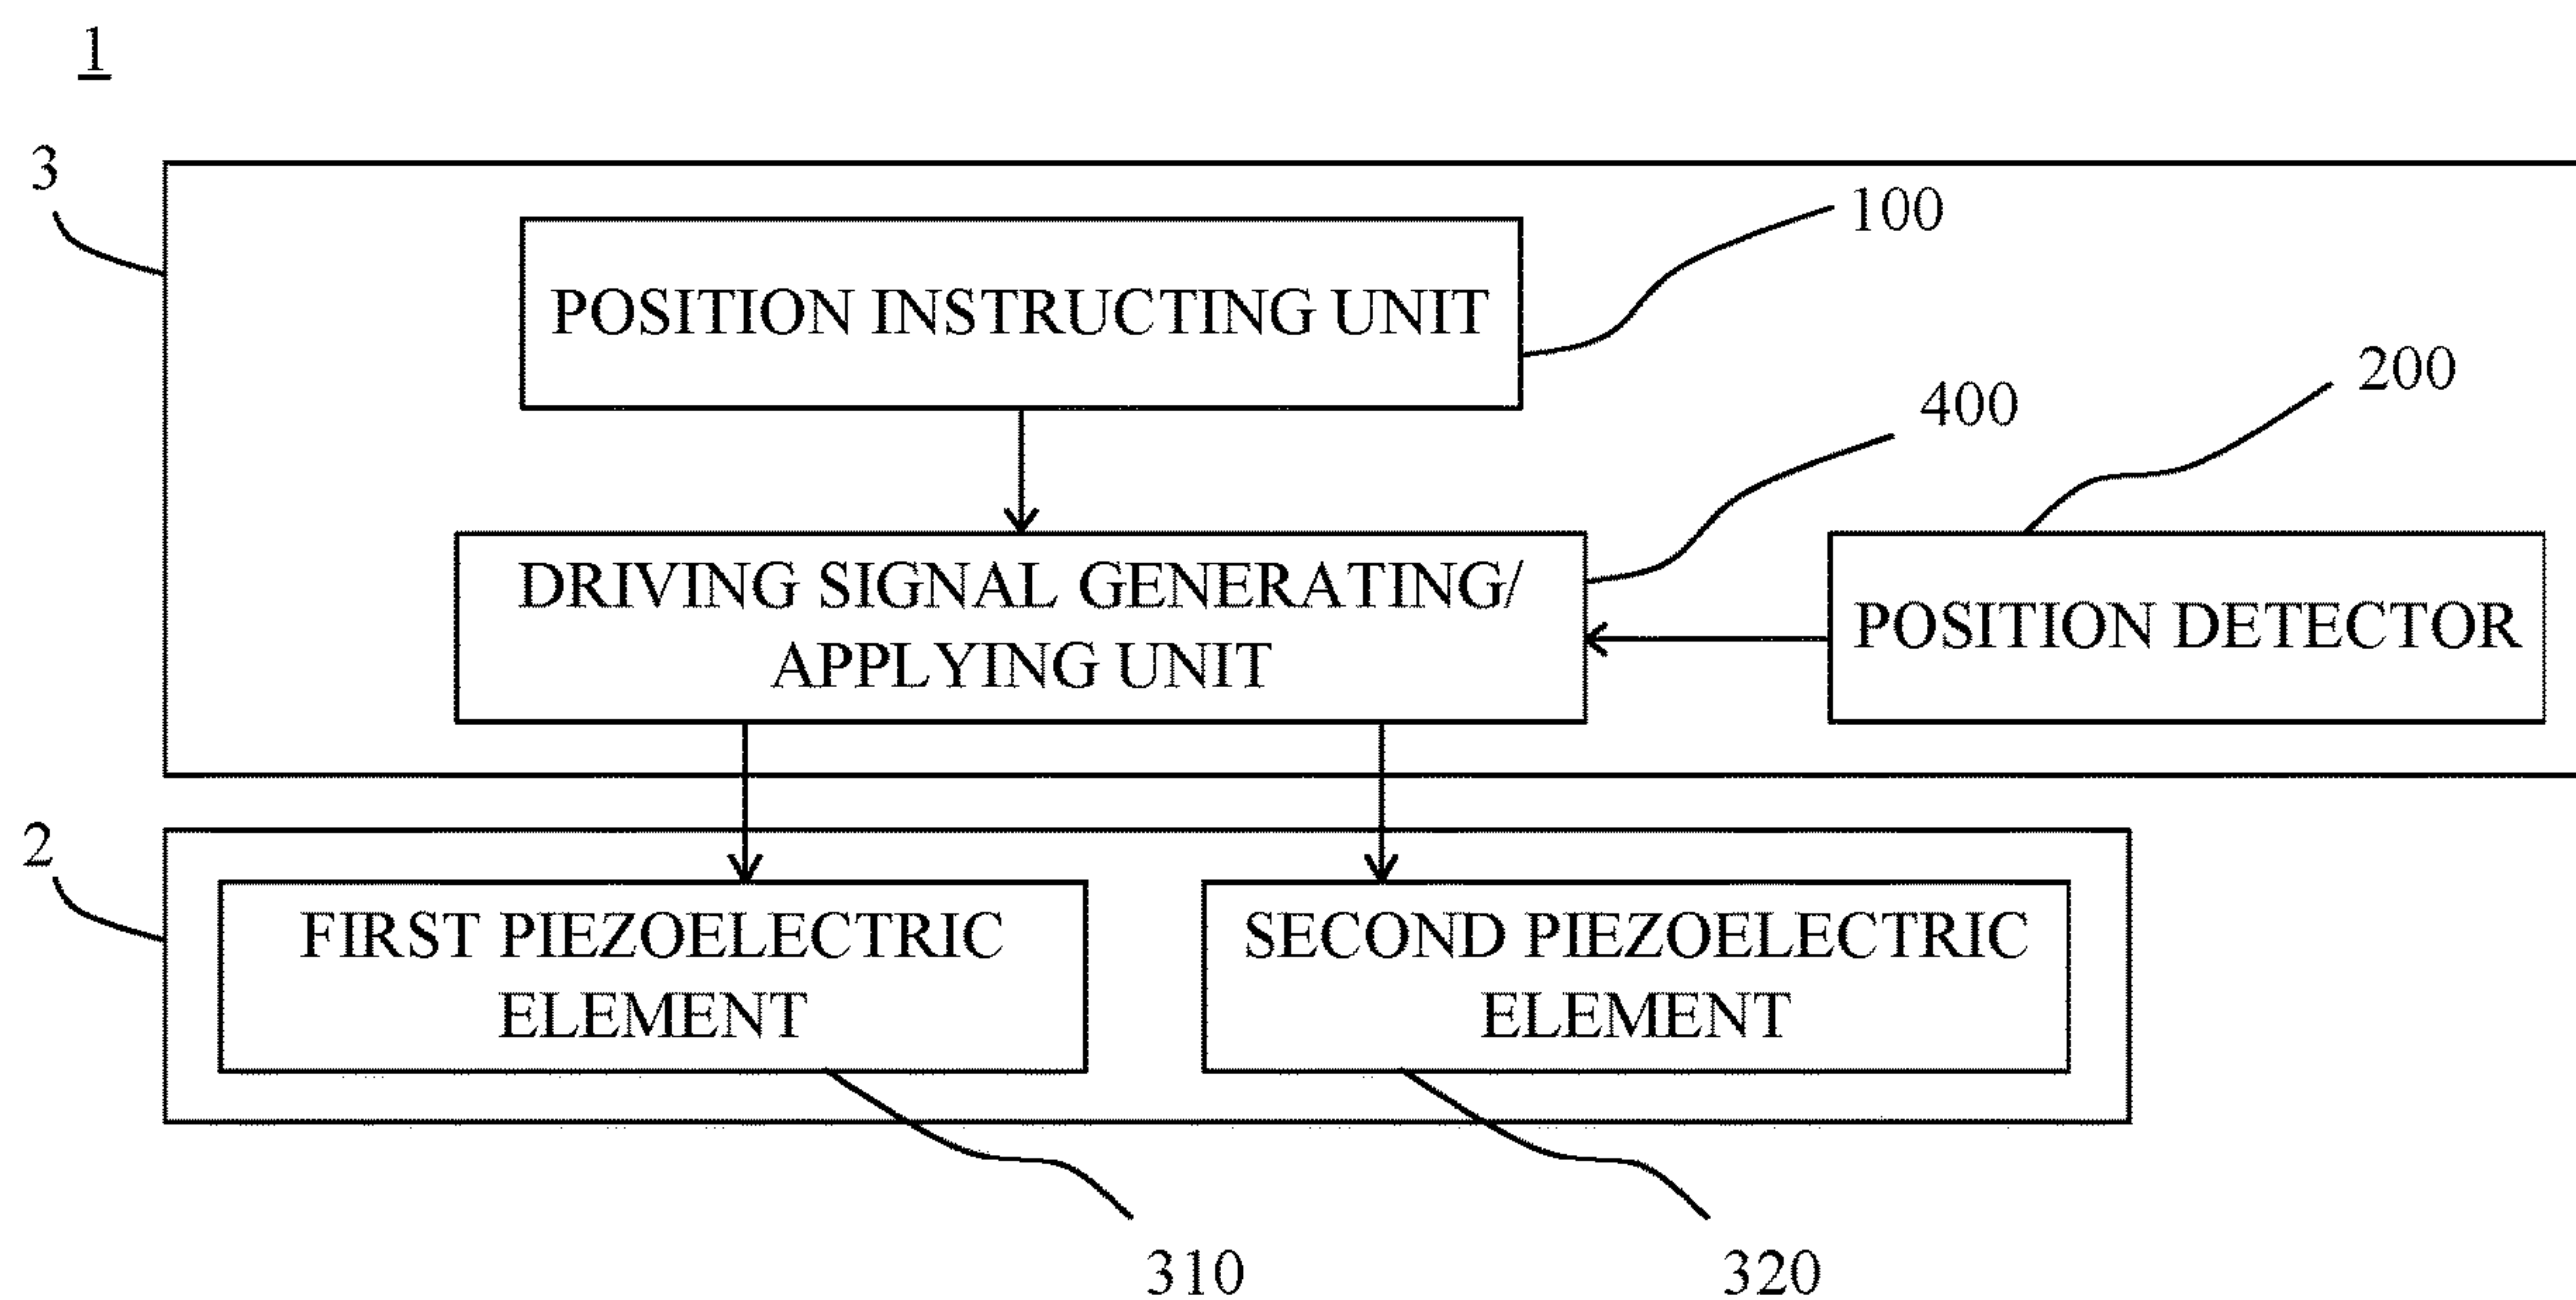 1
3
100
POSITION INSTRUCTING UNIT
200
400
DRIVING SIGNAL GENERATING/
APPLYING UNIT
POSITION DETECTOR
2
FIRST PIEZOELECTRIC
ELEMENT
SECOND PIEZOELECTRIC
ELEMENT
310
320